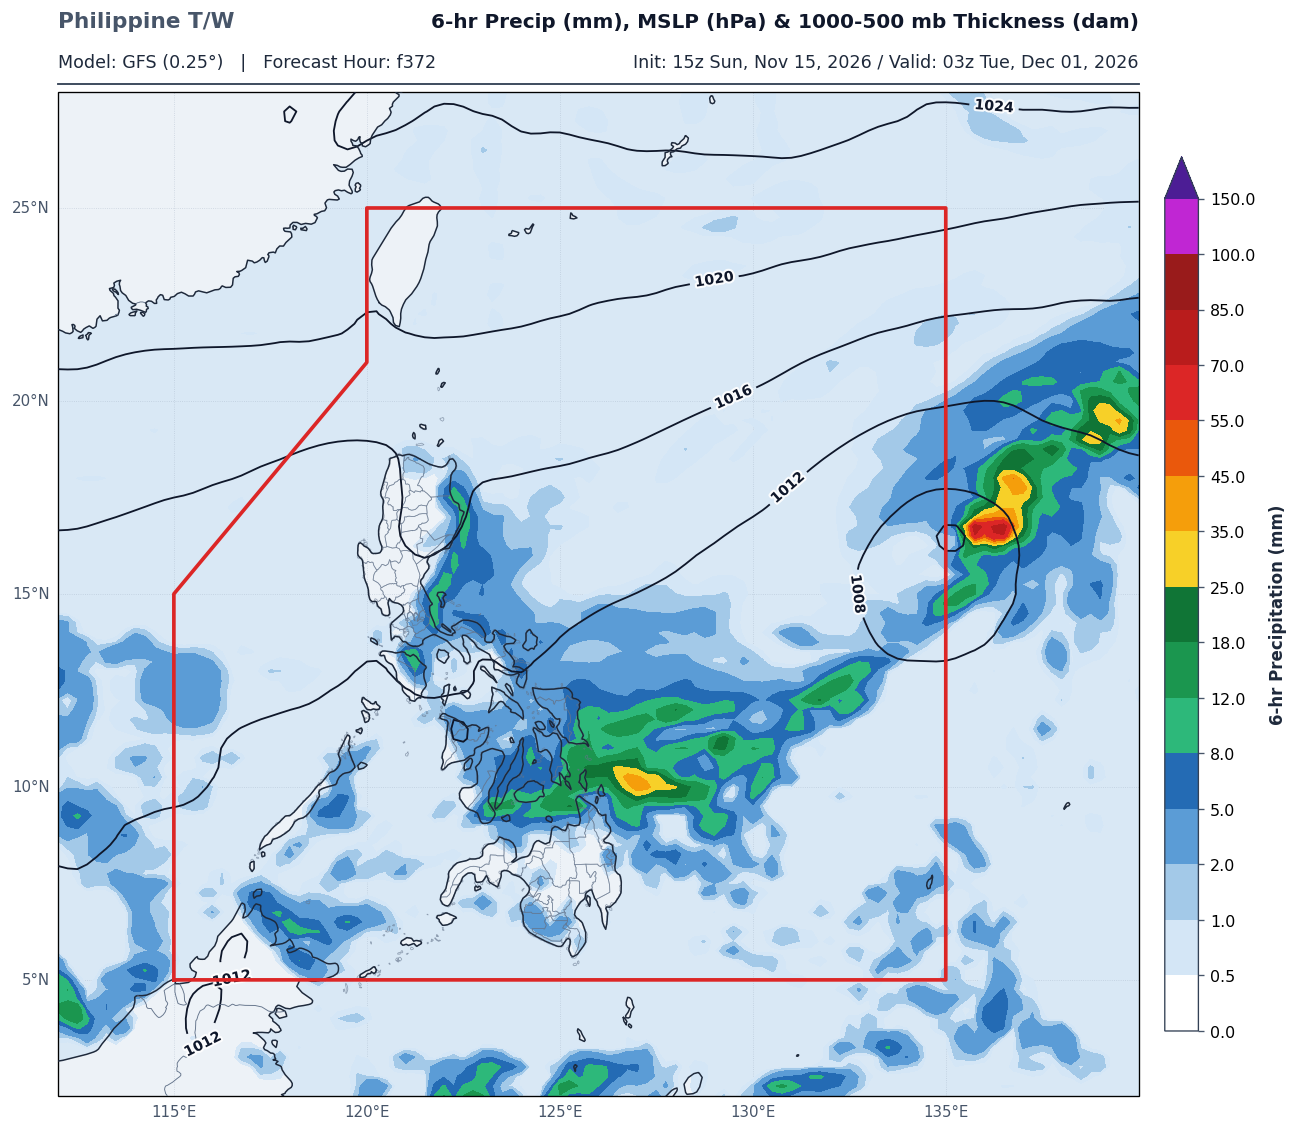 Philippine T/W
6-hr Precip (mm), MSLP (hPa) & 1000-500 mb Thickness (dam)
Model: GFS (0.25°) | Forecast Hour: f372
Init: 15z Sun, Nov 15, 2026 / Valid: 03z Tue, Dec 01, 2026
1024
1020
1016
1012
1008
1012
1012
25°N
20°N
15°N
10°N
5°N
115°E
120°E
125°E
130°E
135°E
150.0
100.0
85.0
70.0
55.0
45.0
35.0
25.0
18.0
12.0
8.0
5.0
2.0
1.0
0.5
0.0
6-hr Precipitation (mm)